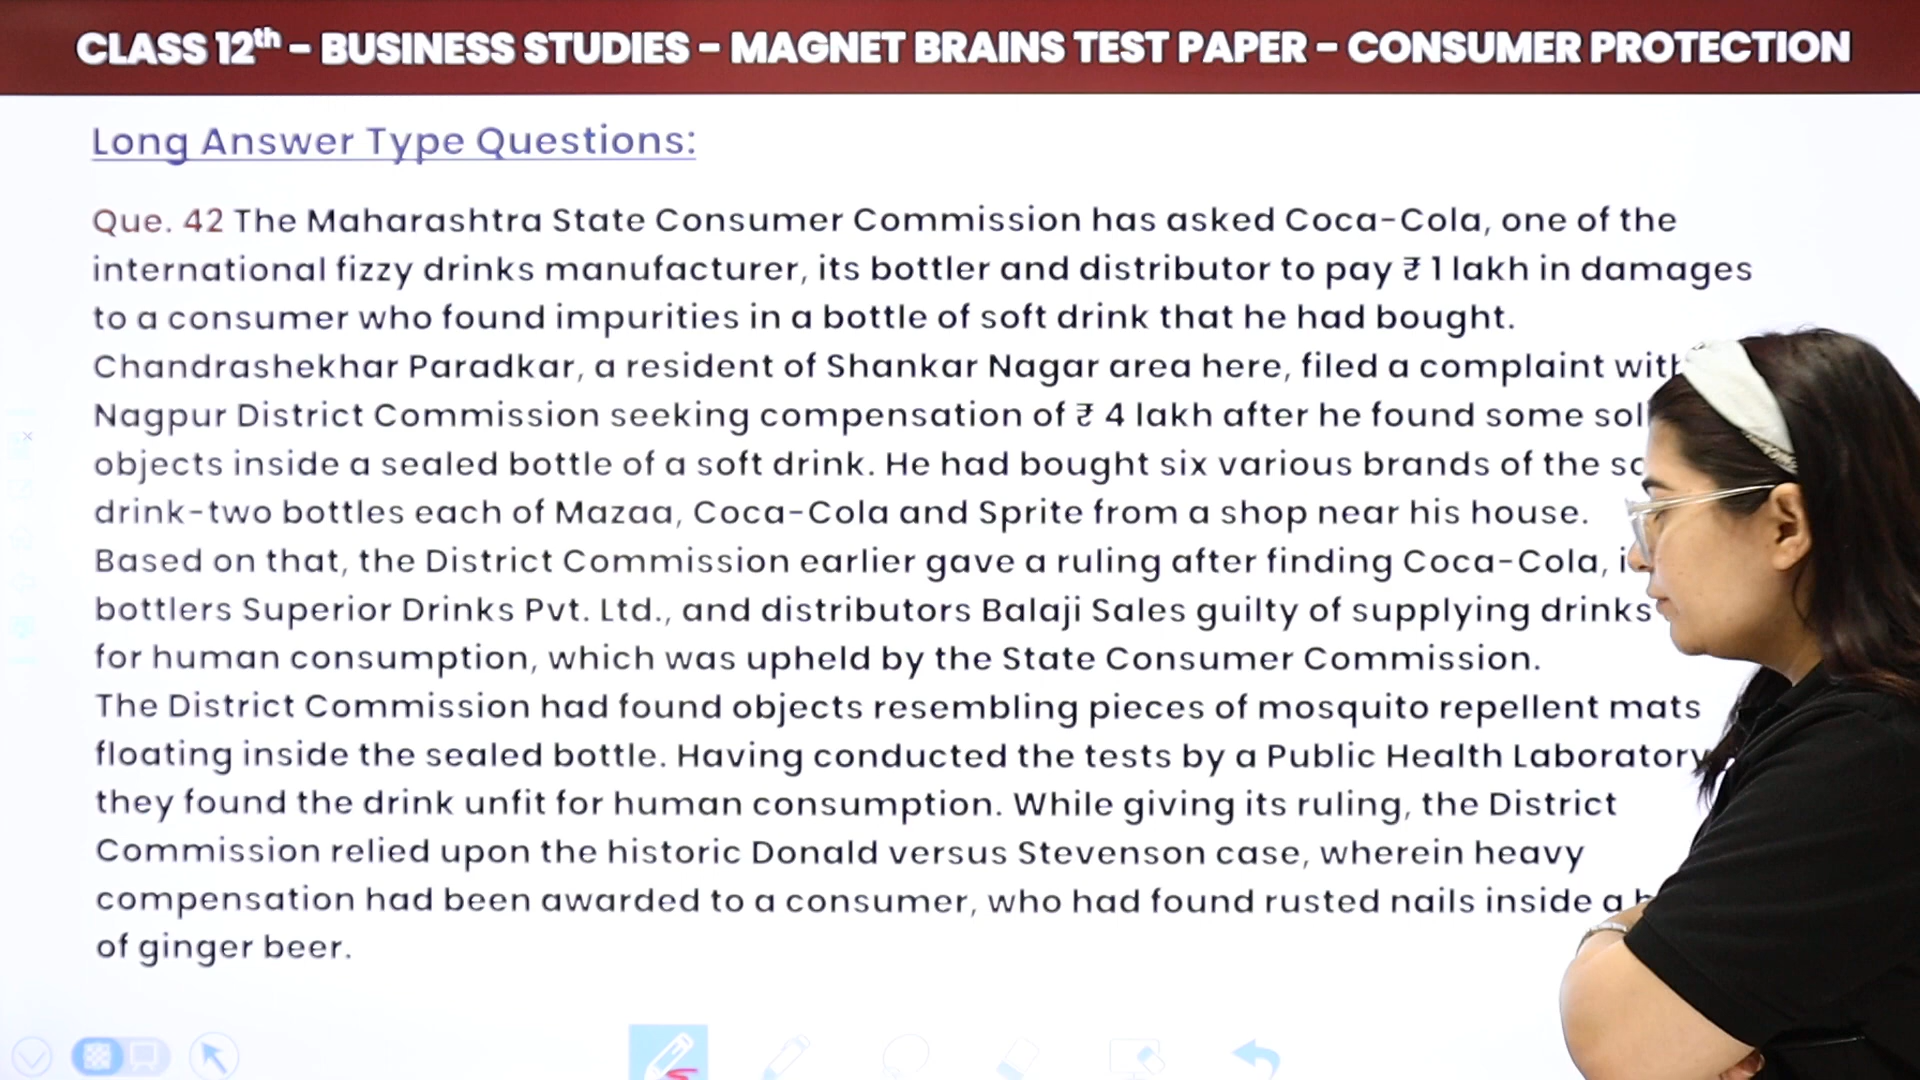 CLASS 12th – BUSINESS STUDIES – MAGNET BRAINS TEST PAPER – CONSUMER PROTECTION
Long Answer Type Questions:
Que. 42 The Maharashtra State Consumer Commission has asked Coca-Cola, one of the
international fizzy drinks manufacturer, its bottler and distributor to pay ₹ 1 lakh in damages
to a consumer who found impurities in a bottle of soft drink that he had bought.
Chandrashekhar Paradkar, a resident of Shankar Nagar area here, filed a complaint with
Nagpur District Commission seeking compensation of ₹ 4 lakh after he found some
objects inside a sealed bottle of a soft drink. He had bought six various brands of the
drink-two bottles each of Mazaa, Coca-Cola and Sprite from a shop near his house.
Based on that, the District Commission earlier gave a ruling after finding Coca-Cola,
bottlers Superior Drinks Pvt. Ltd., and distributors Balaji Sales guilty of supplying drinks
for human consumption, which was upheld by the State Consumer Commission.
The District Commission had found objects resembling pieces of mosquito repellent mats
floating inside the sealed bottle. Having conducted the tests by a Public Health Laboratory
they found the drink unfit for human consumption. While giving its ruling, the District
Commission relied upon the historic Donald versus Stevenson case, wherein heavy
compensation had been awarded to a consumer, who had found rusted nails inside a
of ginger beer.